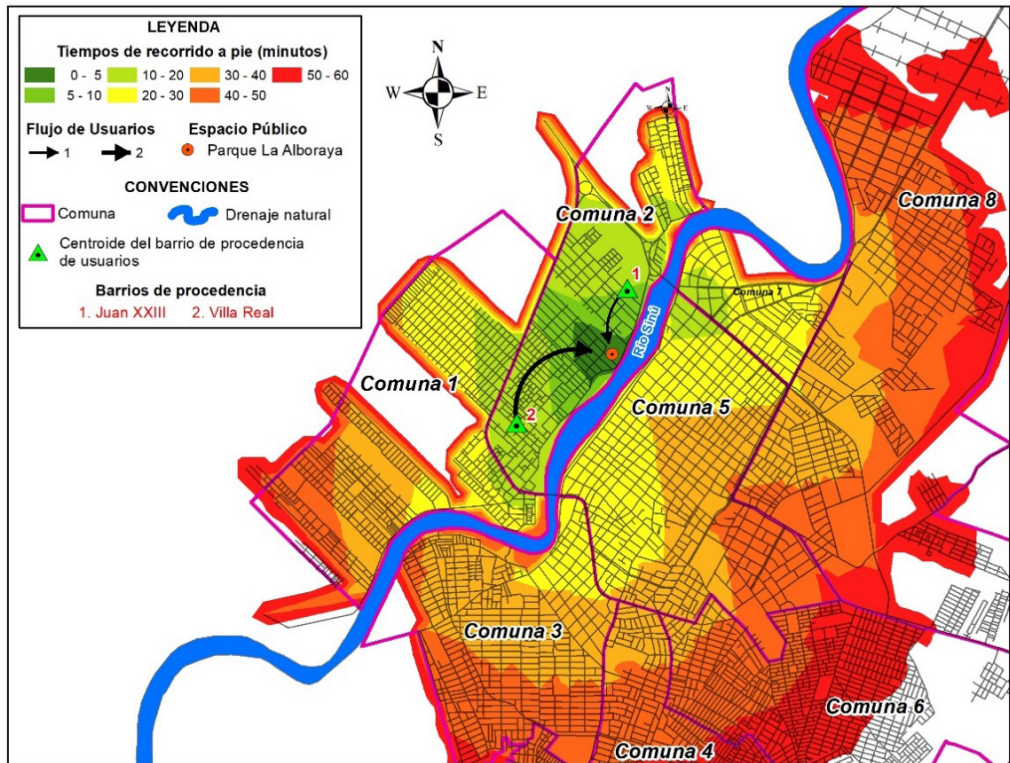 LEYENDA
Tiempos de recorrido a pie (minutos)
0 - 5 10 - 20 30 - 40 50 - 60
5 - 10 20 - 30 40 - 50
Flujo de Usuarios Espacio Público
1 2 Parque La Alboraya
CONVENCIONES
Comuna Drenaje natural
Centroide del barrio de procedencia
de usuarios
Barrios de procedencia
1. Juan XXIII 2. Villa Real
N
W E
S
N
W E
S
Comuna 2
Comuna 8
1
Comuna 7
Río Sinú
Comuna 1
Comuna 5
2
Comuna 3
Comuna 6
Comuna 4